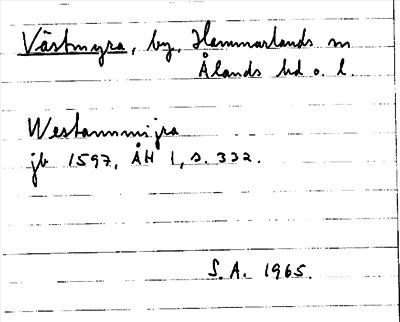 Västmyra, by, Hammarlands sn
Ålands hd o. l.
Westammmijra
jb 1597, ÅH 1, s. 332.
S. A. 1965.